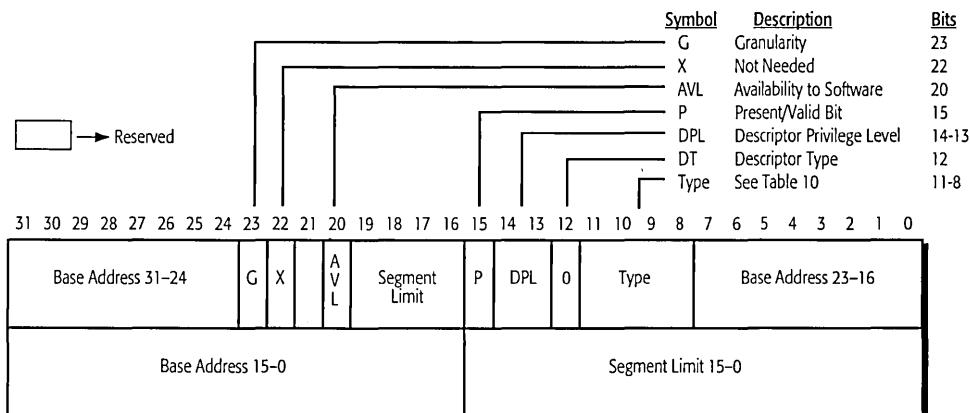 Symbol Description Bits
G Granularity 23
X Not Needed 22
AVL Availability to Software 20
P Present/Valid Bit 15
DPL Descriptor Privilege Level 14-13
DT Descriptor Type 12
Type See Table 10 11-8
Reserved
31 30 29 28 27 26 25 24 23 22 21 20 19 18 17 16 15 14 13 12 11 10 9 8 7 6 5 4 3 2 1 0
Base Address 31–24 G X AVL Segment Limit P DPL 0 Type Base Address 23–16
Base Address 15–0 Segment Limit 15–0